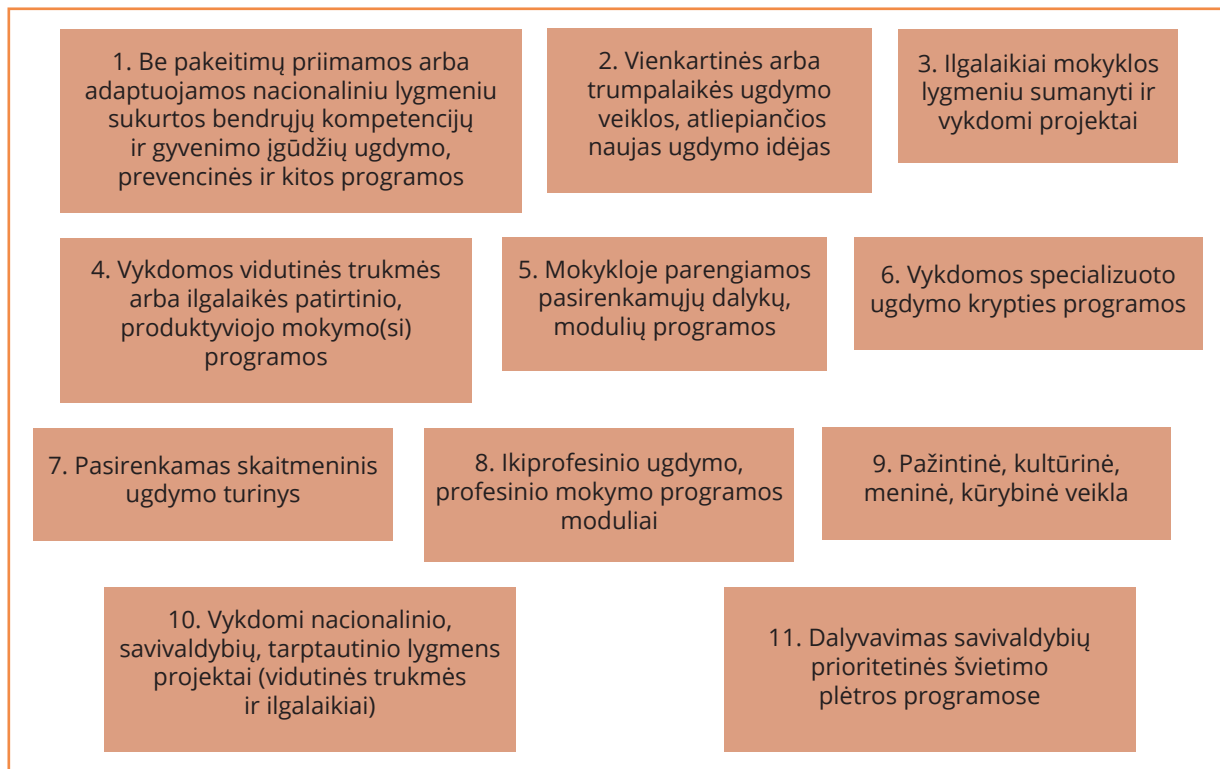 1. Be pakeitimų priimamos arba
adaptuojamos nacionaliniu lygmeniu
sukurtos bendrųjų kompetencijų
ir gyvenimo įgūdžių ugdymo,
prevencinės ir kitos programos
2. Vienkartinės arba
trumpalaikės ugdymo
veiklos, atliepiančios
naujas ugdymo idėjas
3. Ilgalaikiai mokyklos
lygmeniu sumanyti ir
vykdomi projektai
4. Vykdomos vidutinės trukmės
arba ilgalaikės patirtinio,
produktyviojo mokymo(si)
programos
5. Mokykloje parengiamos
pasirenkamųjų dalykų,
modulių programos
6. Vykdomos specializuoto
ugdymo krypties programos
7. Pasirenkamas skaitmeninis
ugdymo turinys
8. Ikiprofesinio ugdymo,
profesinio mokymo programos
moduliai
9. Pažintinė, kultūrinė,
meninė, kūrybinė veikla
10. Vykdomi nacionalinio,
savivaldybių, tarptautinio lygmens
projektai (vidutinės trukmės
ir ilgalaikiai)
11. Dalyvavimas savivaldybių
prioritetinės švietimo
plėtros programose